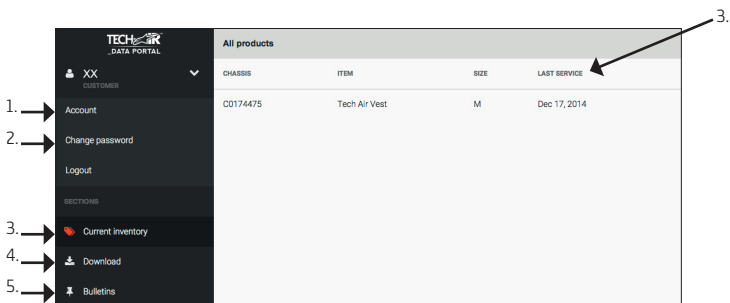 3.
TECH AIR
_DATA PORTAL
All products
XX
CUSTOMER
CHASSIS ITEM SIZE LAST SERVICE
1. Account
C0174475 Tech Air Vest M Dec 17, 2014
2. Change password
Logout
SECTIONS
3. Current inventory
4. Download
5. Bulletins